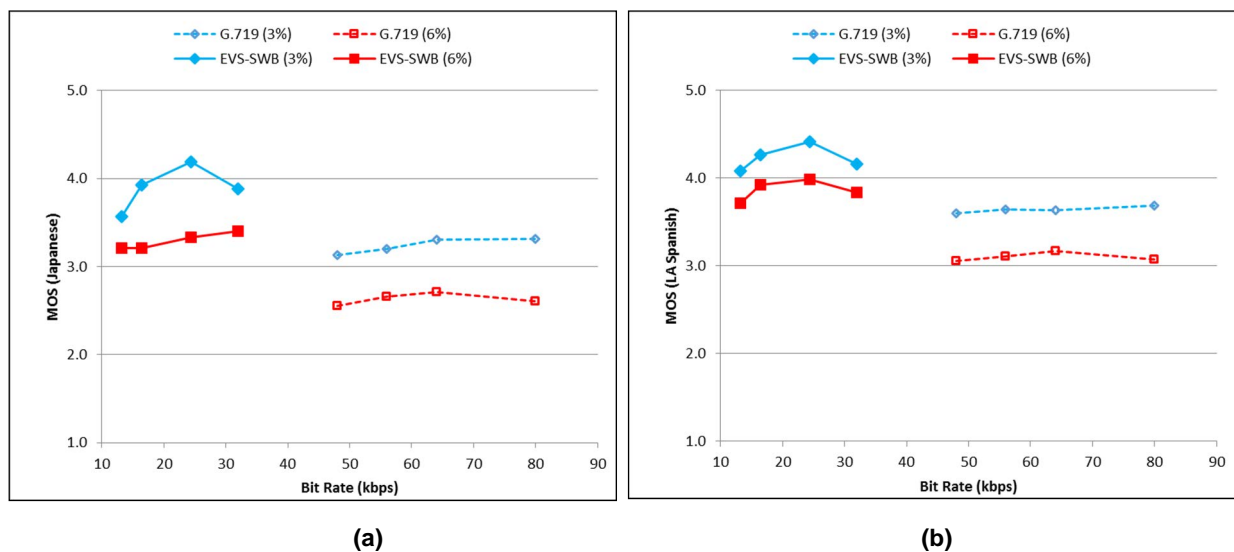 G.719 (3%) G.719 (6%)
EVS-SWB (3%) EVS-SWB (6%)
5.0
4.0
3.0
2.0
1.0
MOS (Japanese)
10 20 30 40 50 60 70 80 90
Bit Rate (kbps)
(a)
G.719 (3%) G.719 (6%)
EVS-SWB (3%) EVS-SWB (6%)
5.0
4.0
3.0
2.0
1.0
MOS (LA Spanish)
10 20 30 40 50 60 70 80 90
Bit Rate (kbps)
(b)